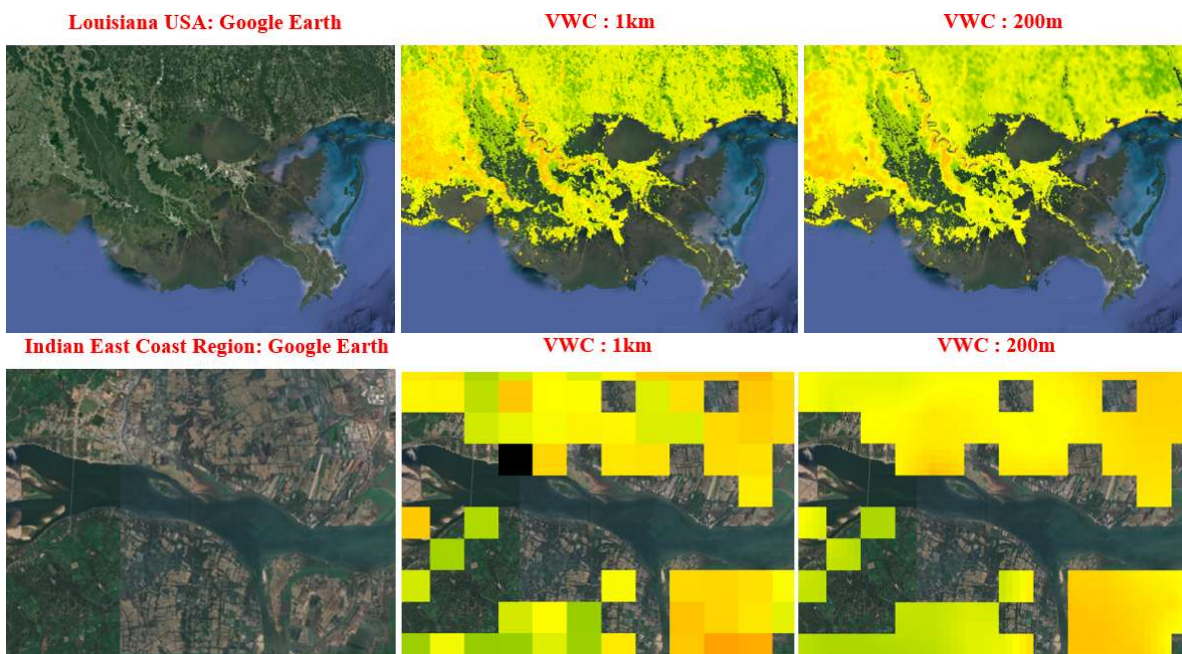 Louisiana USA: Google Earth
VWC : 1km
VWC : 200m
Indian East Coast Region: Google Earth
VWC : 1km
VWC : 200m